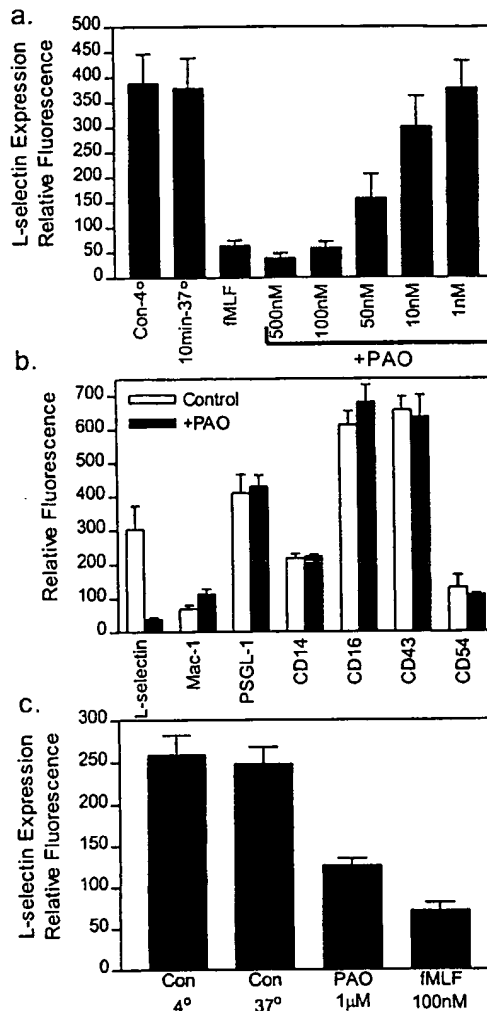 a.
L-selectin Expression
Relative Fluorescence
500
450
400
350
300
250
200
150
100
50
0
Con-4°
10min-37°
fMLF
500nM
100nM
50nM
10nM
1nM
+PAO
b.
Relative Fluorescence
700
600
500
400
300
200
100
0
Control
+PAO
L-selectin
Mac-1
PSGL-1
CD14
CD16
CD43
CD54
c.
L-selectin Expression
Relative Fluorescence
300
250
200
150
100
50
0
Con Con PAO fMLF
4° 37° 1µM 100nM